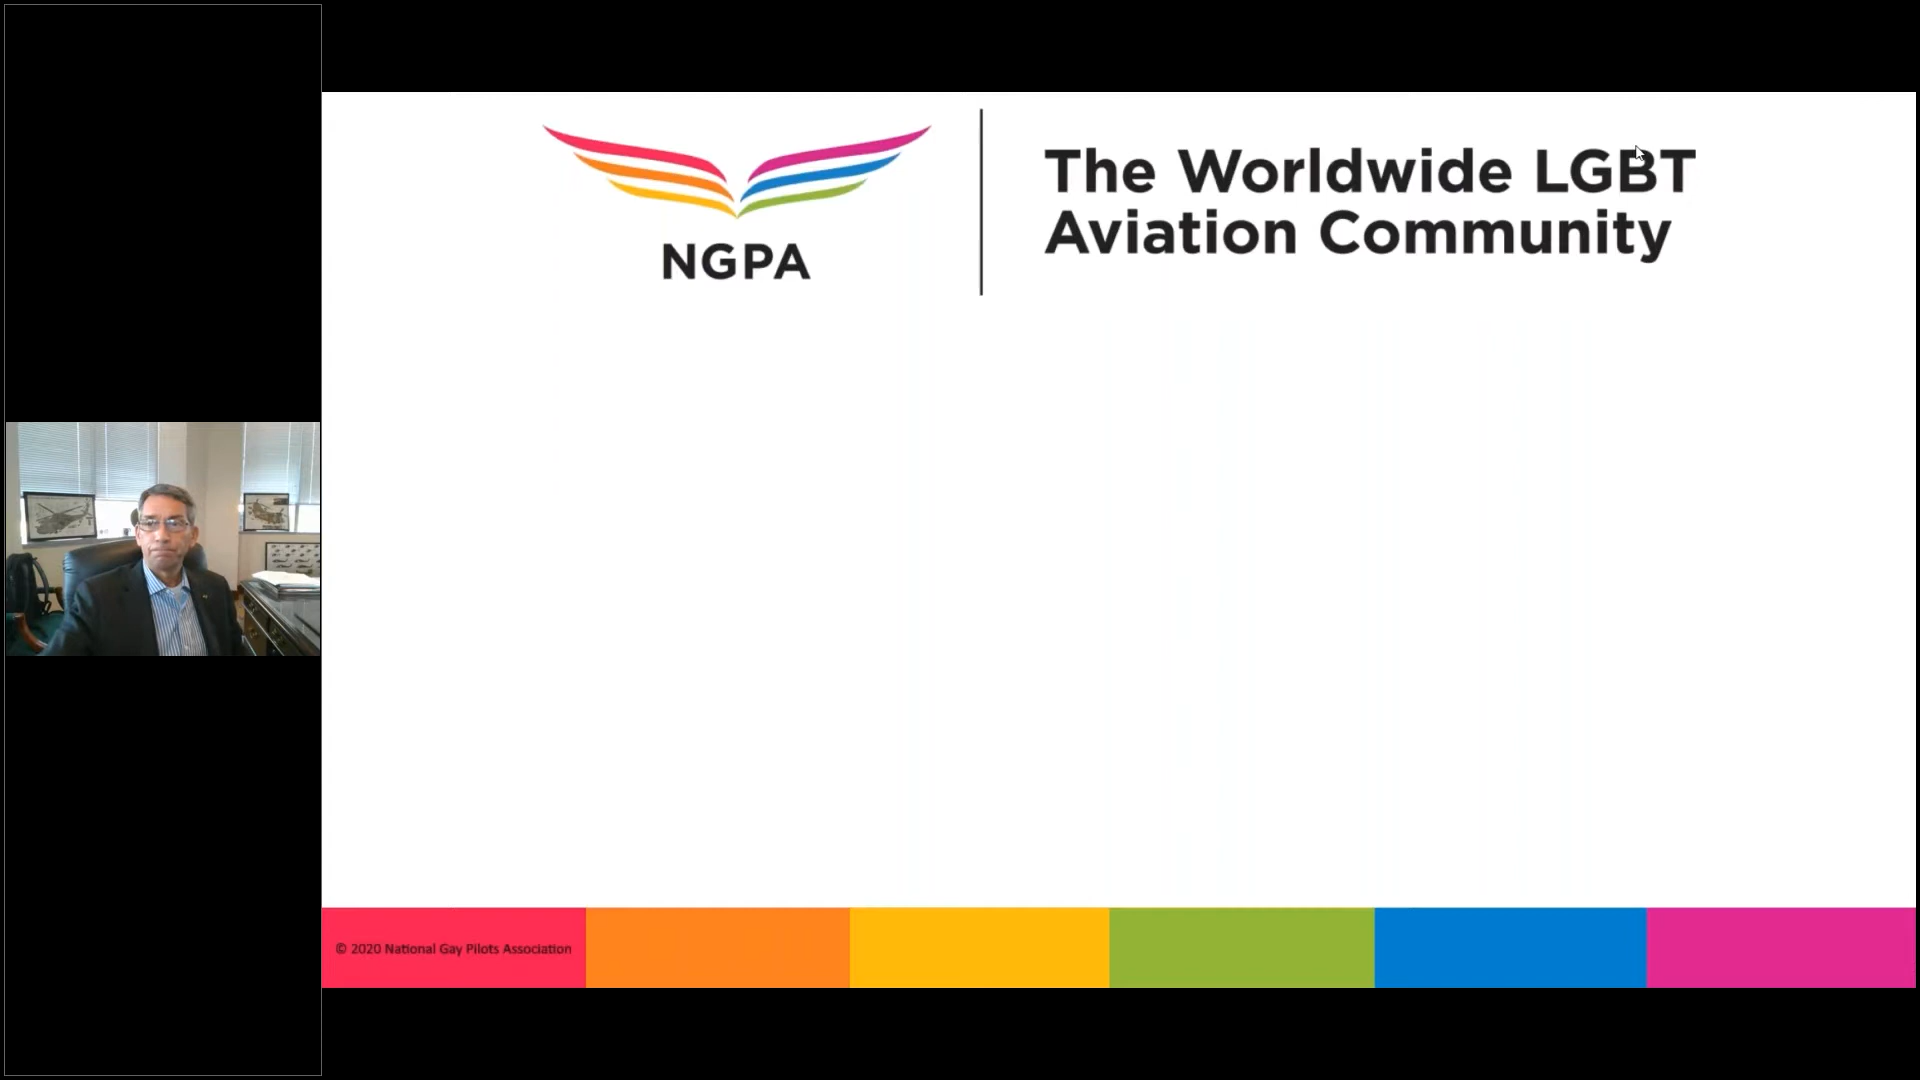 NGPA
The Worldwide LGBT
Aviation Community
© 2020 National Gay Pilots Association